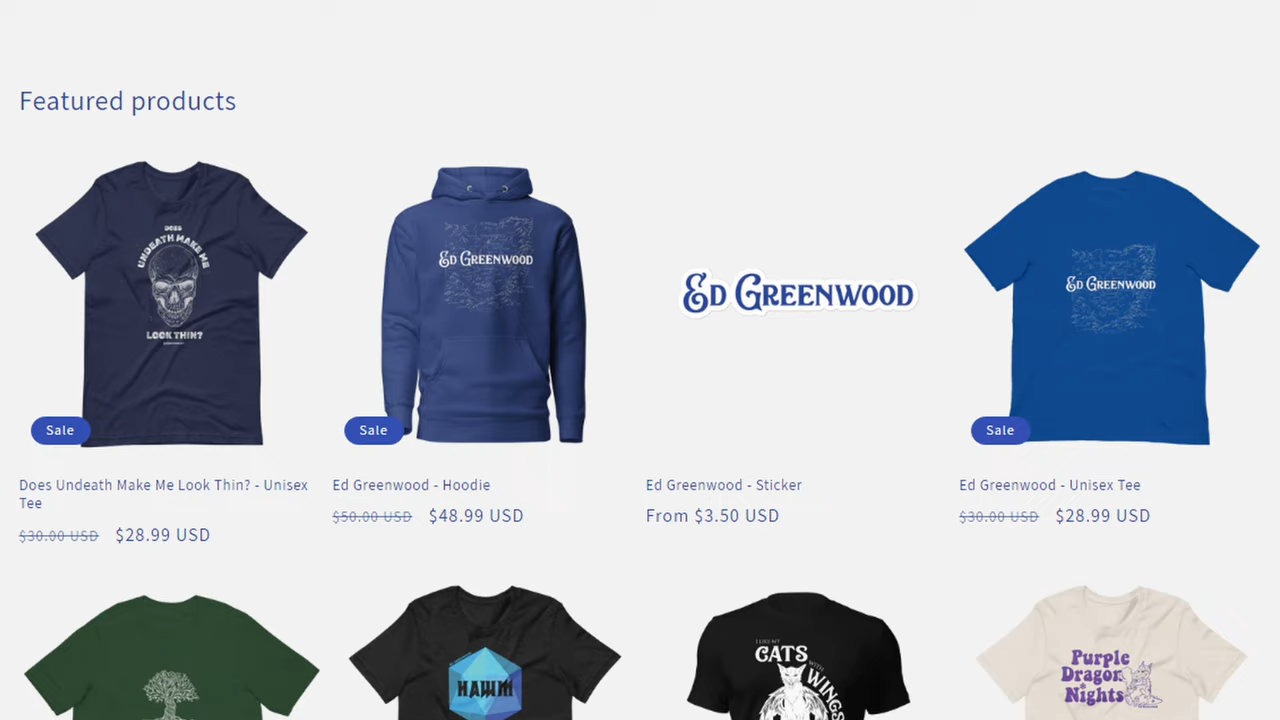 Featured products
DOES
UNDEATH MAKE ME
LOOK THIN?
ED GREENWOOD
ED GREENWOOD
ED GREENWOOD
Sale
Sale
Sale
Does Undeath Make Me Look Thin? - Unisex
Tee
$30.00 USD $28.99 USD
Ed Greenwood - Hoodie
$50.00 USD $48.99 USD
Ed Greenwood - Sticker
From $3.50 USD
Ed Greenwood - Unisex Tee
$30.00 USD $28.99 USD
I LIKE MY
CATS
WITH
WINGS
Purple
Dragon
Nights